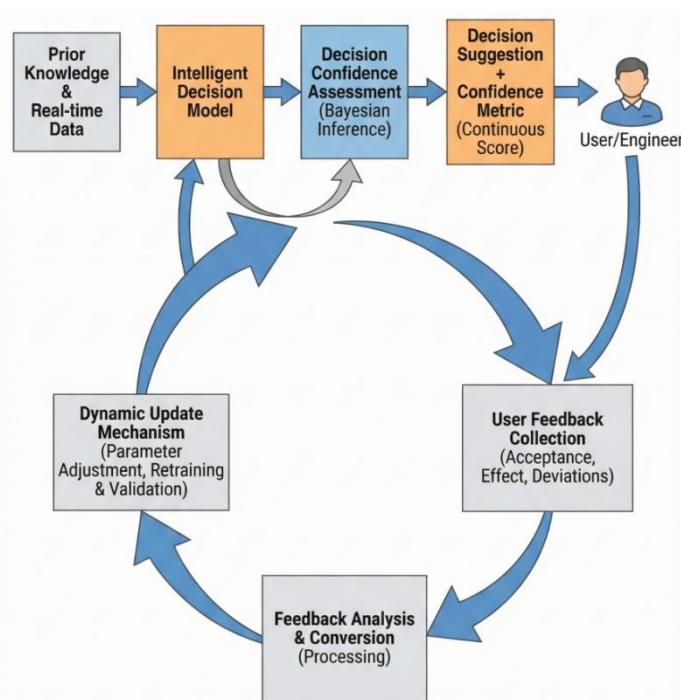 Prior
Knowledge
&
Real-time
Data
Intelligent
Decision
Model
Decision
Confidence
Assessment
(Bayesian
Inference)
Decision
Suggestion
+
Confidence
Metric
(Continuous
Score)
User/Engineer
User Feedback
Collection
(Acceptance,
Effect, Deviations)
Feedback Analysis
& Conversion
(Processing)
Dynamic Update
Mechanism
(Parameter
Adjustment, Retraining
& Validation)